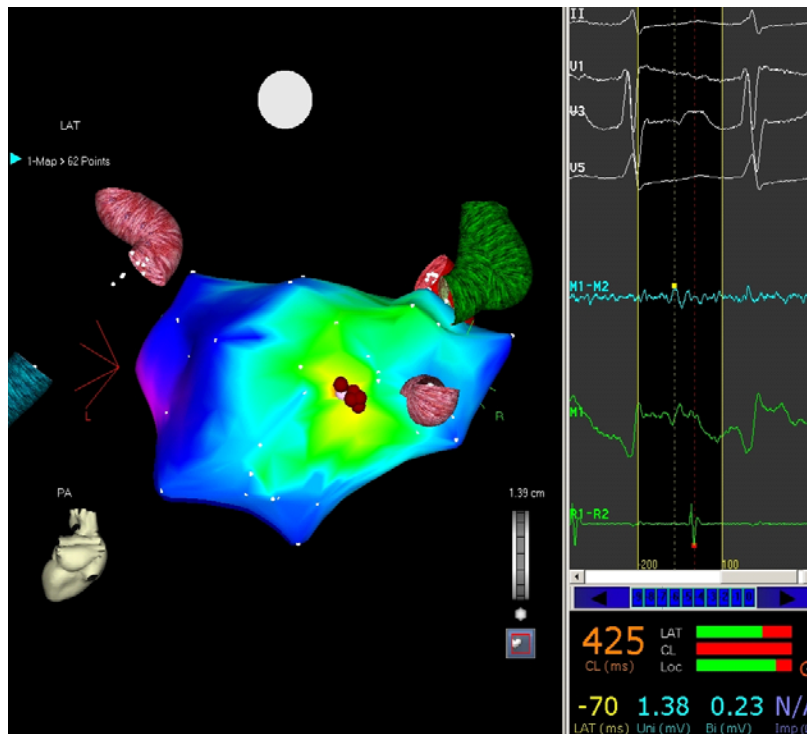 LAT
1-Map > 62 Points
L
R
PA
1.39 cm
II
V1
V3
V5
M1-M2
M1
R1-R2
-200
100
425
CL (ms)
LAT
CL
Loc
-70
LAT (ms)
1.38
Uni (mV)
0.23
Bi (mV)